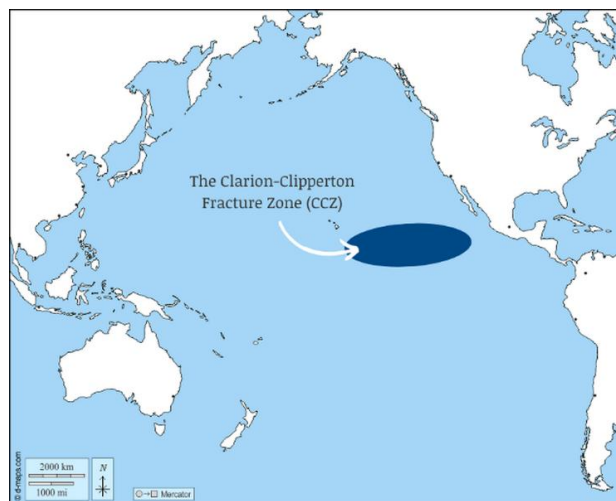 The Clarion-Clipperton
Fracture Zone (CCZ)
2000 km
1000 mi
N
Mercator
© d-maps.com